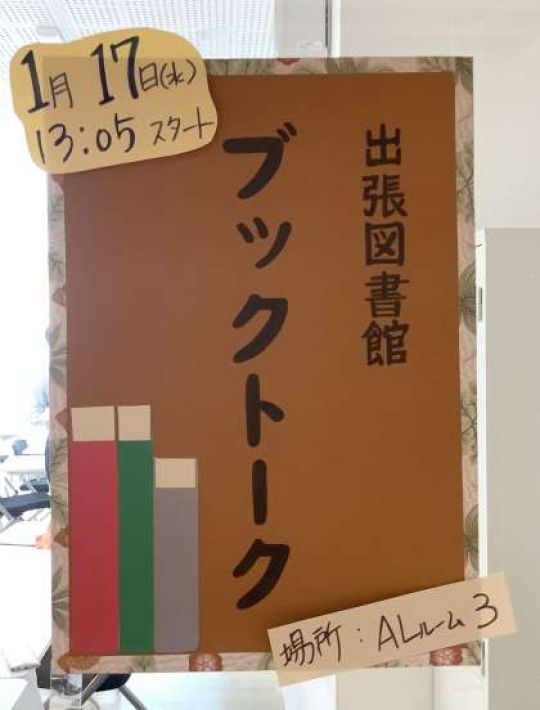 1月 17日(水)
13:05 スタート
出張図書館
ブックトーク
場所:ALルーム3